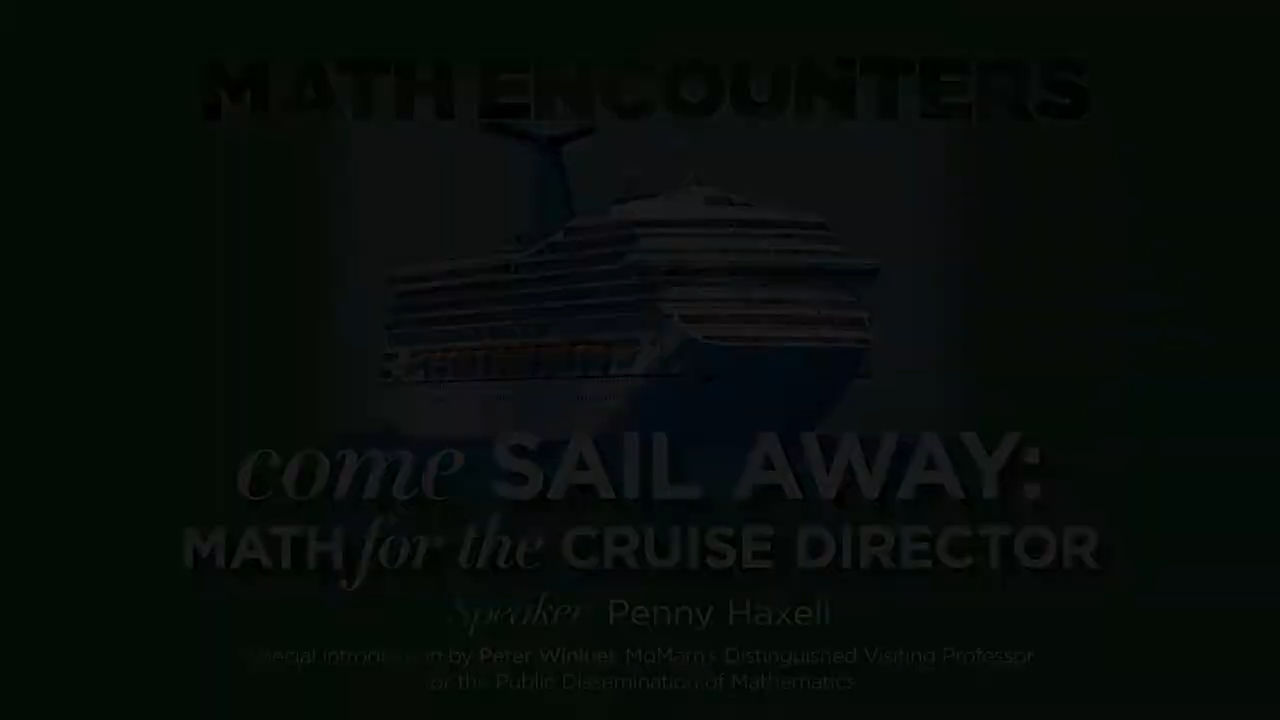 MATH ENCOUNTERS
come SAIL AWAY:
MATH for the CRUISE DIRECTOR
Speaker Penny Haxell
Special introduction by Peter Winkler, MoMath's Distinguished Visiting Professor
for the Public Dissemination of Mathematics